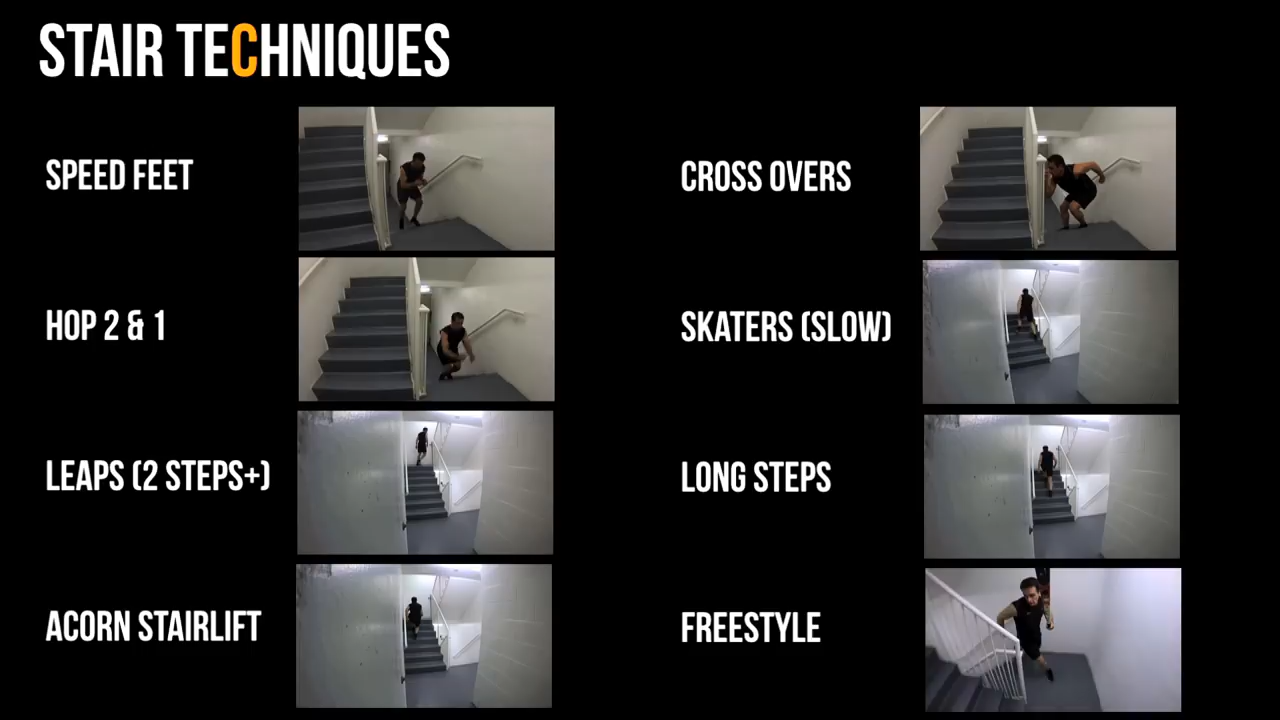 STAIR TECHNIQUES
SPEED FEET
CROSS OVERS
HOP 2 & 1
SKATERS (SLOW)
LEAPS (2 STEPS+)
LONG STEPS
ACORN STAIRLIFT
FREESTYLE